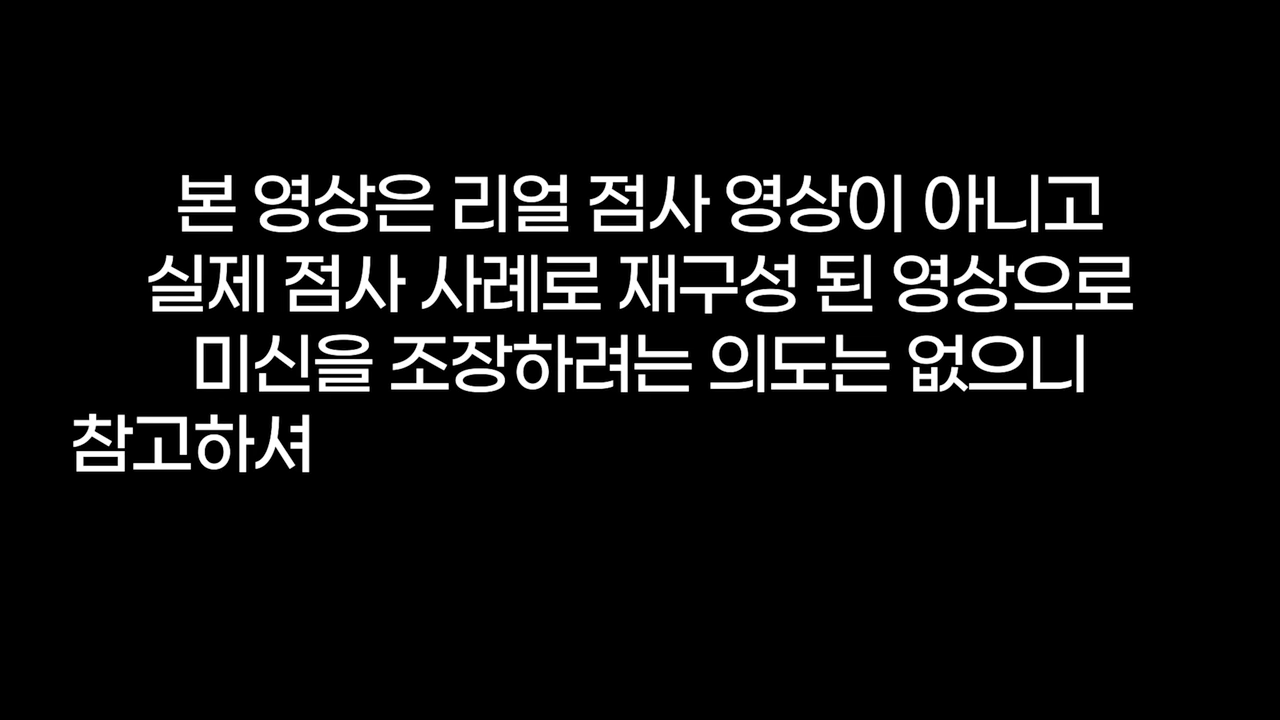 본 영상은 리얼 점사 영상이 아니고
실제 점사 사례로 재구성 된 영상으로
미신을 조장하려는 의도는 없으니
참고하셔